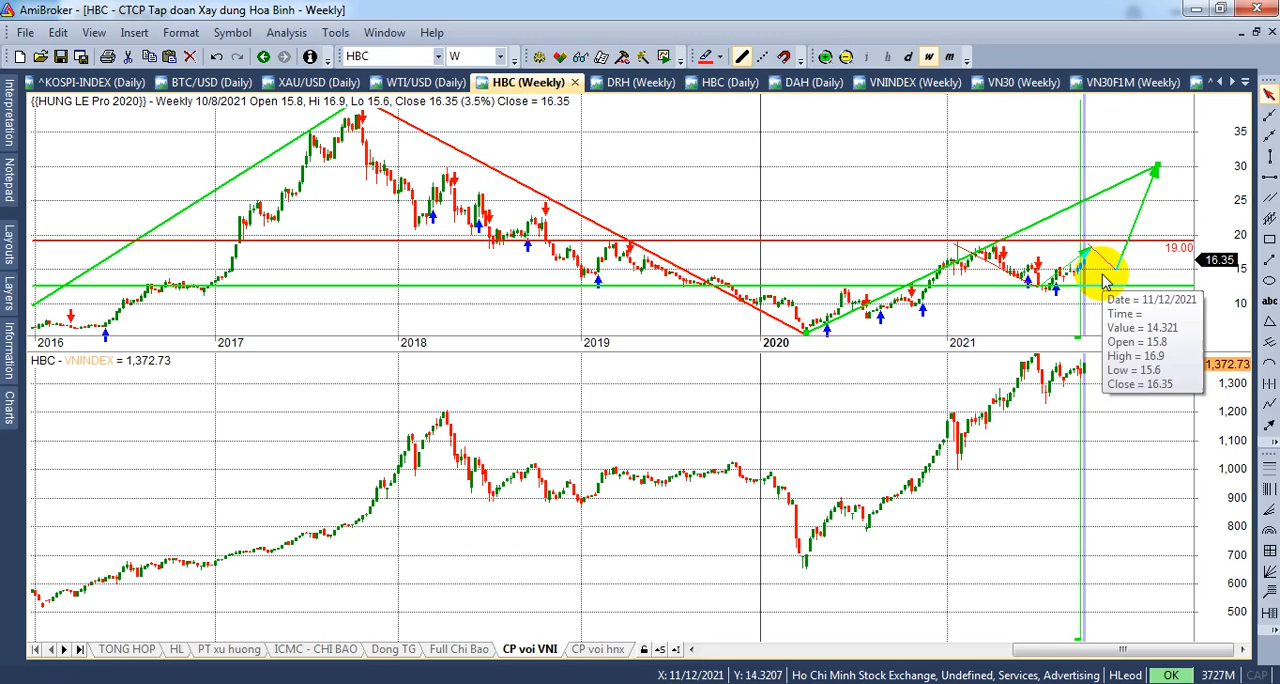 AmiBroker - [HBC - CTCP Tap doan Xay dung Hoa Binh - Weekly]
File Edit View Insert Format Symbol Analysis Tools Window Help
HBC W i h d w m
^KOSPI-INDEX (Daily) BTC/USD (Daily) XAU/USD (Daily) WTI/USD (Daily) HBC (Weekly) DRH (Weekly) HBC (Daily) DAH (Daily) VNINDEX (Weekly) VN30 (Weekly) VN30F1M (Weekly)
{{HUNG LE Pro 2020}} - Weekly 10/8/2021 Open 15.8, Hi 16.9, Lo 15.6, Close 16.35 (3.5%) Close = 16.35
Interpretation
Notepad
Layouts
Layers
Information
Charts
abc
35
30
25
20
19.00
16.35
15
10
Date = 11/12/2021
Time =
Value = 14.321
Open = 15.8
High = 16.9
Low = 15.6
Close = 16.35
2016 2017 2018 2019 2020 2021
HBC - VNINDEX = 1,372.73
1,372.73
1,300
1,200
1,100
1,000
900
800
700
600
500
TONG HOP HL PT xu huong ICMC - CHI BAO Dong TG Full Chi Bao CP voi VNI CP voi hnx
X: 11/12/2021 Y: 14.3207 Ho Chi Minh Stock Exchange, Undefined, Services, Advertising HLeod OK 3727M CAP